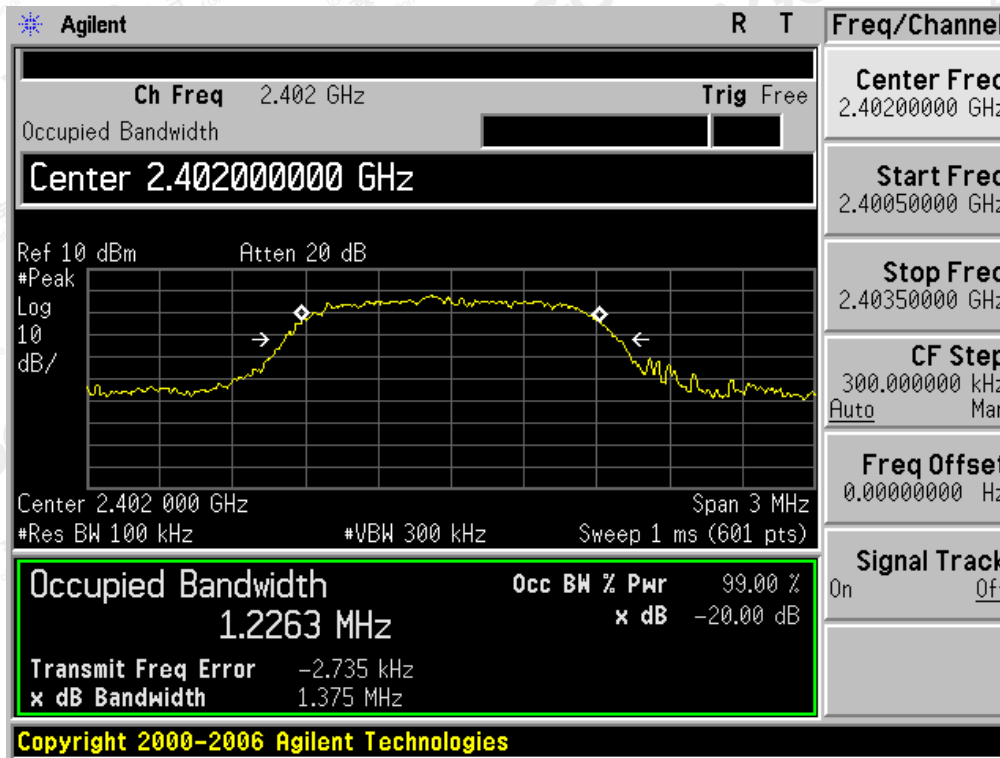 Agilent R T Freq/Channel
Ch Freq 2.402 GHz Trig Free
Occupied Bandwidth
Center 2.402000000 GHz
Ref 10 dBm Atten 20 dB
#Peak
Log
10
dB/
Center 2.402 000 GHz Span 3 MHz
#Res BW 100 kHz #VBW 300 kHz Sweep 1 ms (601 pts)
Occupied Bandwidth Occ BW % Pwr 99.00 %
1.2263 MHz x dB -20.00 dB
Transmit Freq Error -2.735 kHz
x dB Bandwidth 1.375 MHz
Center Freq
2.40200000 GHz
Start Freq
2.40050000 GHz
Stop Freq
2.40350000 GHz
CF Step
300.000000 kHz
Auto Man
Freq Offset
0.00000000 Hz
Signal Track
On Off
Copyright 2000-2006 Agilent Technologies